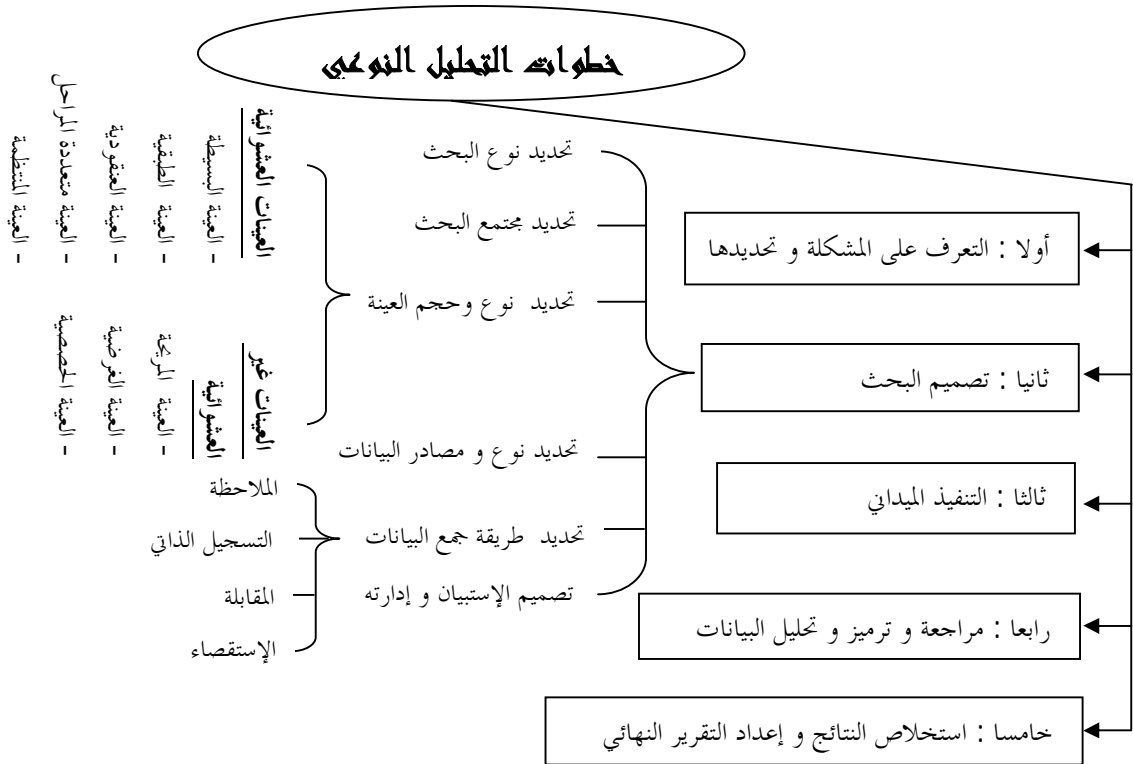 خطوات التحليل النوعي
أولا : التعرف على المشكلة و تحديدها
ثانيا : تصميم البحث
ثالثا : التنفيذ الميداني
رابعا : مراجعة و ترميز و تحليل البيانات
خامسا : استخلاص النتائج و إعداد التقرير النهائي
تحديد نوع البحث
تحديد مجتمع البحث
تحديد نوع وحجم العينة
تحديد نوع و مصادر البيانات
تحديد طريقة جمع البيانات
تصميم الإستبيان و إدارته
العينات العشوائية
- العينة البسيطة
- العينة الطبقية
- العينة العنقودية
- العينة متعددة المراحل
- العينة المنتظمة
العينات غير
العشوائية
- العينة المريحة
- العينة الغرضية
- العينة الحصصية
الملاحظة
التسجيل الذاتي
المقابلة
الإستقصاء